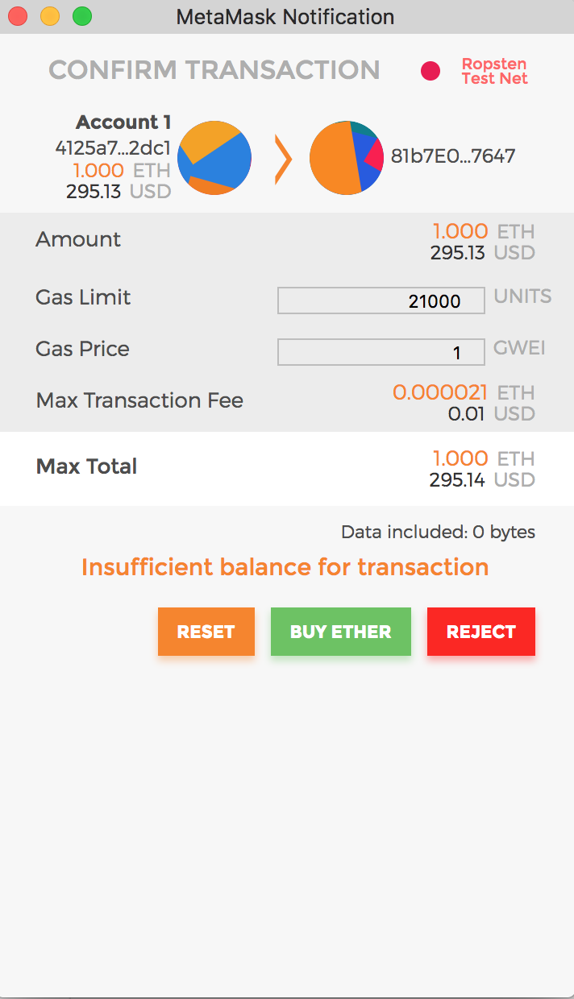 MetaMask Notification
CONFIRM TRANSACTION
Ropsten
Test Net
Account 1
4125a7...2dc1
1.000 ETH
295.13 USD
81b7E0...7647
Amount
1.000 ETH
295.13 USD
Gas Limit
21000 UNITS
Gas Price
1 GWEI
Max Transaction Fee
0.000021 ETH
0.01 USD
Max Total
1.000 ETH
295.14 USD
Data included: 0 bytes
Insufficient balance for transaction
RESET
BUY ETHER
REJECT